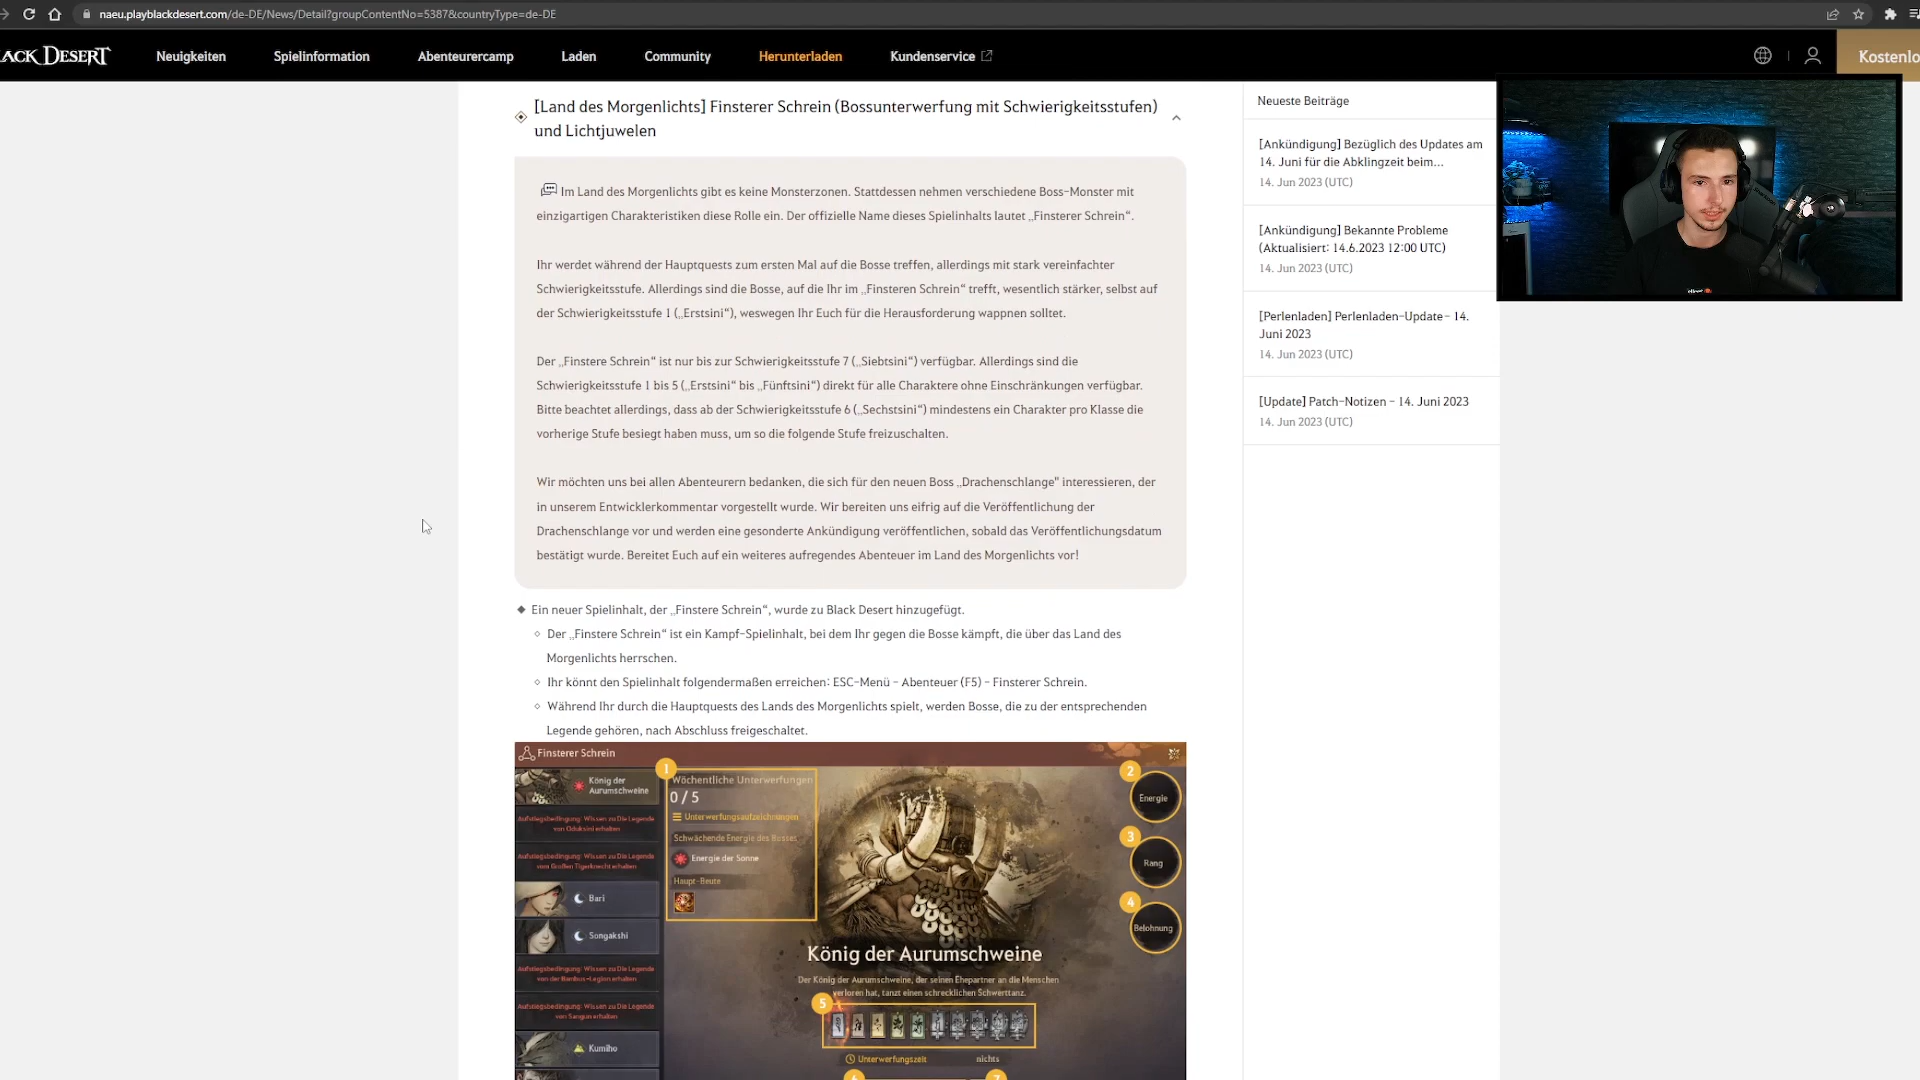 naeu.playblackdesert.com/de-DE/News/Detail?groupContentNo=5387&countryType=de-DE
ACK DESERT
Neuigkeiten
Spielinformation
Abenteurercamp
Laden
Community
Herunterladen
Kundenservice
Kostenlo
[Land des Morgenlichts] Finsterer Schrein (Bossunterwerfung mit Schwierigkeitsstufen)
und Lichtjuwelen
Im Land des Morgenlichts gibt es keine Monsterzonen. Stattdessen nehmen verschiedene Boss-Monster mit
einzigartigen Charakteristiken diese Rolle ein. Der offizielle Name dieses Spielinhalts lautet „Finsterer Schrein“.
Ihr werdet während der Hauptquests zum ersten Mal auf die Bosse treffen, allerdings mit stark vereinfachter
Schwierigkeitsstufe. Allerdings sind die Bosse, auf die Ihr im „Finsteren Schrein“ trefft, wesentlich stärker, selbst auf
der Schwierigkeitsstufe 1 („Erstsini“), weswegen Ihr Euch für die Herausforderung wappnen solltet.
Der „Finstere Schrein“ ist nur bis zur Schwierigkeitsstufe 7 („Siebtsini“) verfügbar. Allerdings sind die
Schwierigkeitsstufe 1 bis 5 („Erstsini“ bis „Fünftsini“) direkt für alle Charaktere ohne Einschränkungen verfügbar.
Bitte beachtet allerdings, dass ab der Schwierigkeitsstufe 6 („Sechstsini“) mindestens ein Charakter pro Klasse die
vorherige Stufe besiegt haben muss, um so die folgende Stufe freizuschalten.
Wir möchten uns bei allen Abenteurern bedanken, die sich für den neuen Boss „Drachenschlange" interessieren, der
in unserem Entwicklerkommentar vorgestellt wurde. Wir bereiten uns eifrig auf die Veröffentlichung der
Drachenschlange vor und werden eine gesonderte Ankündigung veröffentlichen, sobald das Veröffentlichungsdatum
bestätigt wurde. Bereitet Euch auf ein weiteres aufregendes Abenteuer im Land des Morgenlichts vor!
Ein neuer Spielinhalt, der „Finstere Schrein“, wurde zu Black Desert hinzugefügt.
Der „Finstere Schrein“ ist ein Kampf-Spielinhalt, bei dem Ihr gegen die Bosse kämpft, die über das Land des
Morgenlichts herrschen.
Ihr könnt den Spielinhalt folgendermaßen erreichen: ESC-Menü - Abenteuer (F5) - Finsterer Schrein.
Während Ihr durch die Hauptquests des Lands des Morgenlichts spielt, werden Bosse, die zu der entsprechenden
Legende gehören, nach Abschluss freigeschaltet.
Finsterer Schrein
König der
Aurumschweine
Aufstiegsbedingung: Wissen zu Die Legende
von Oduksini erhalten
Aufstiegsbedingung: Wissen zu Die Legende
vom Großen Tigerknecht erhalten
Bari
Songakshi
Aufstiegsbedingung: Wissen zu Die Legende
von der Bambus-Legion erhalten
Aufstiegsbedingung: Wissen zu Die Legende
von Sangun erhalten
Kumiho
1
Wöchentliche Unterwerfungen
0 / 5
Unterwerfungsaufzeichnungen
Schwächende Energie des Bosses
Energie der Sonne
Haupt-Beute
2
Energie
3
Rang
4
Belohnung
König der Aurumschweine
Der König der Aurumschweine, der seinen Ehepartner an die Menschen
verloren hat, tanzt einen schrecklichen Schwerttanz.
5
Unterwerfungszeit
nichts
6
7
Neueste Beiträge
[Ankündigung] Bezüglich des Updates am
14. Juni für die Abklingzeit beim...
14. Jun 2023 (UTC)
[Ankündigung] Bekannte Probleme
(Aktualisiert: 14.6.2023 12:00 UTC)
14. Jun 2023 (UTC)
[Perlenladen] Perlenladen-Update- 14.
Juni 2023
14. Jun 2023 (UTC)
[Update] Patch-Notizen - 14. Juni 2023
14. Jun 2023 (UTC)